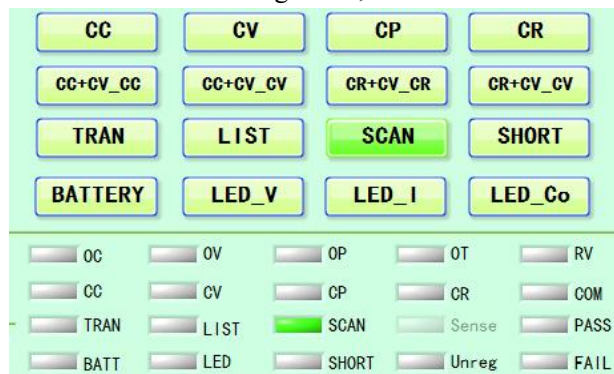 CC CV CP CR
CC+CV_CC CC+CV_CV CR+CV_CR CR+CV_CV
TRAN LIST SCAN SHORT
BATTERY LED_V LED_I LED_Co
OC OV OP OT RV
CC CV CP CR COM
TRAN LIST SCAN Sense PASS
BATT LED SHORT Unreg FAIL